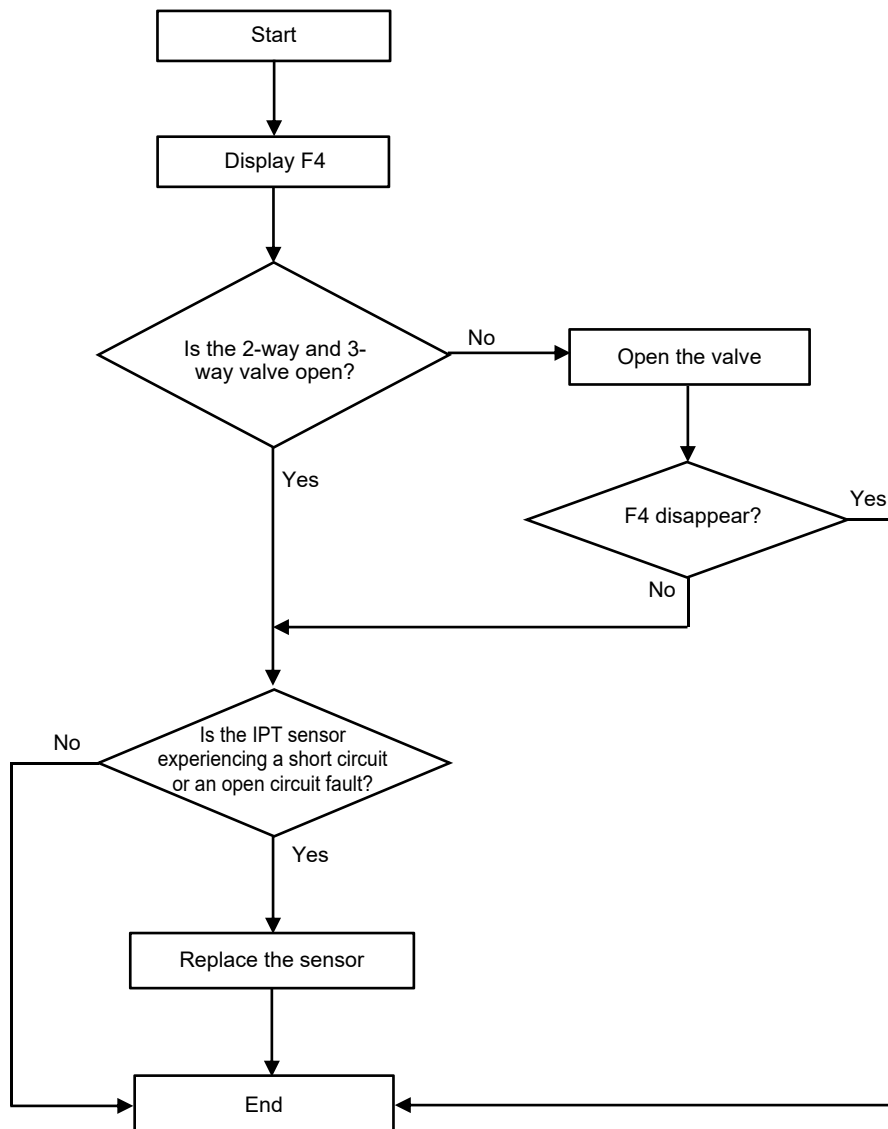 Start
Display F4
Is the 2-way and 3-
way valve open?
No
Open the valve
Yes
F4 disappear?
Yes
No
Is the IPT sensor
experiencing a short circuit
or an open circuit fault?
No
Yes
Replace the sensor
End